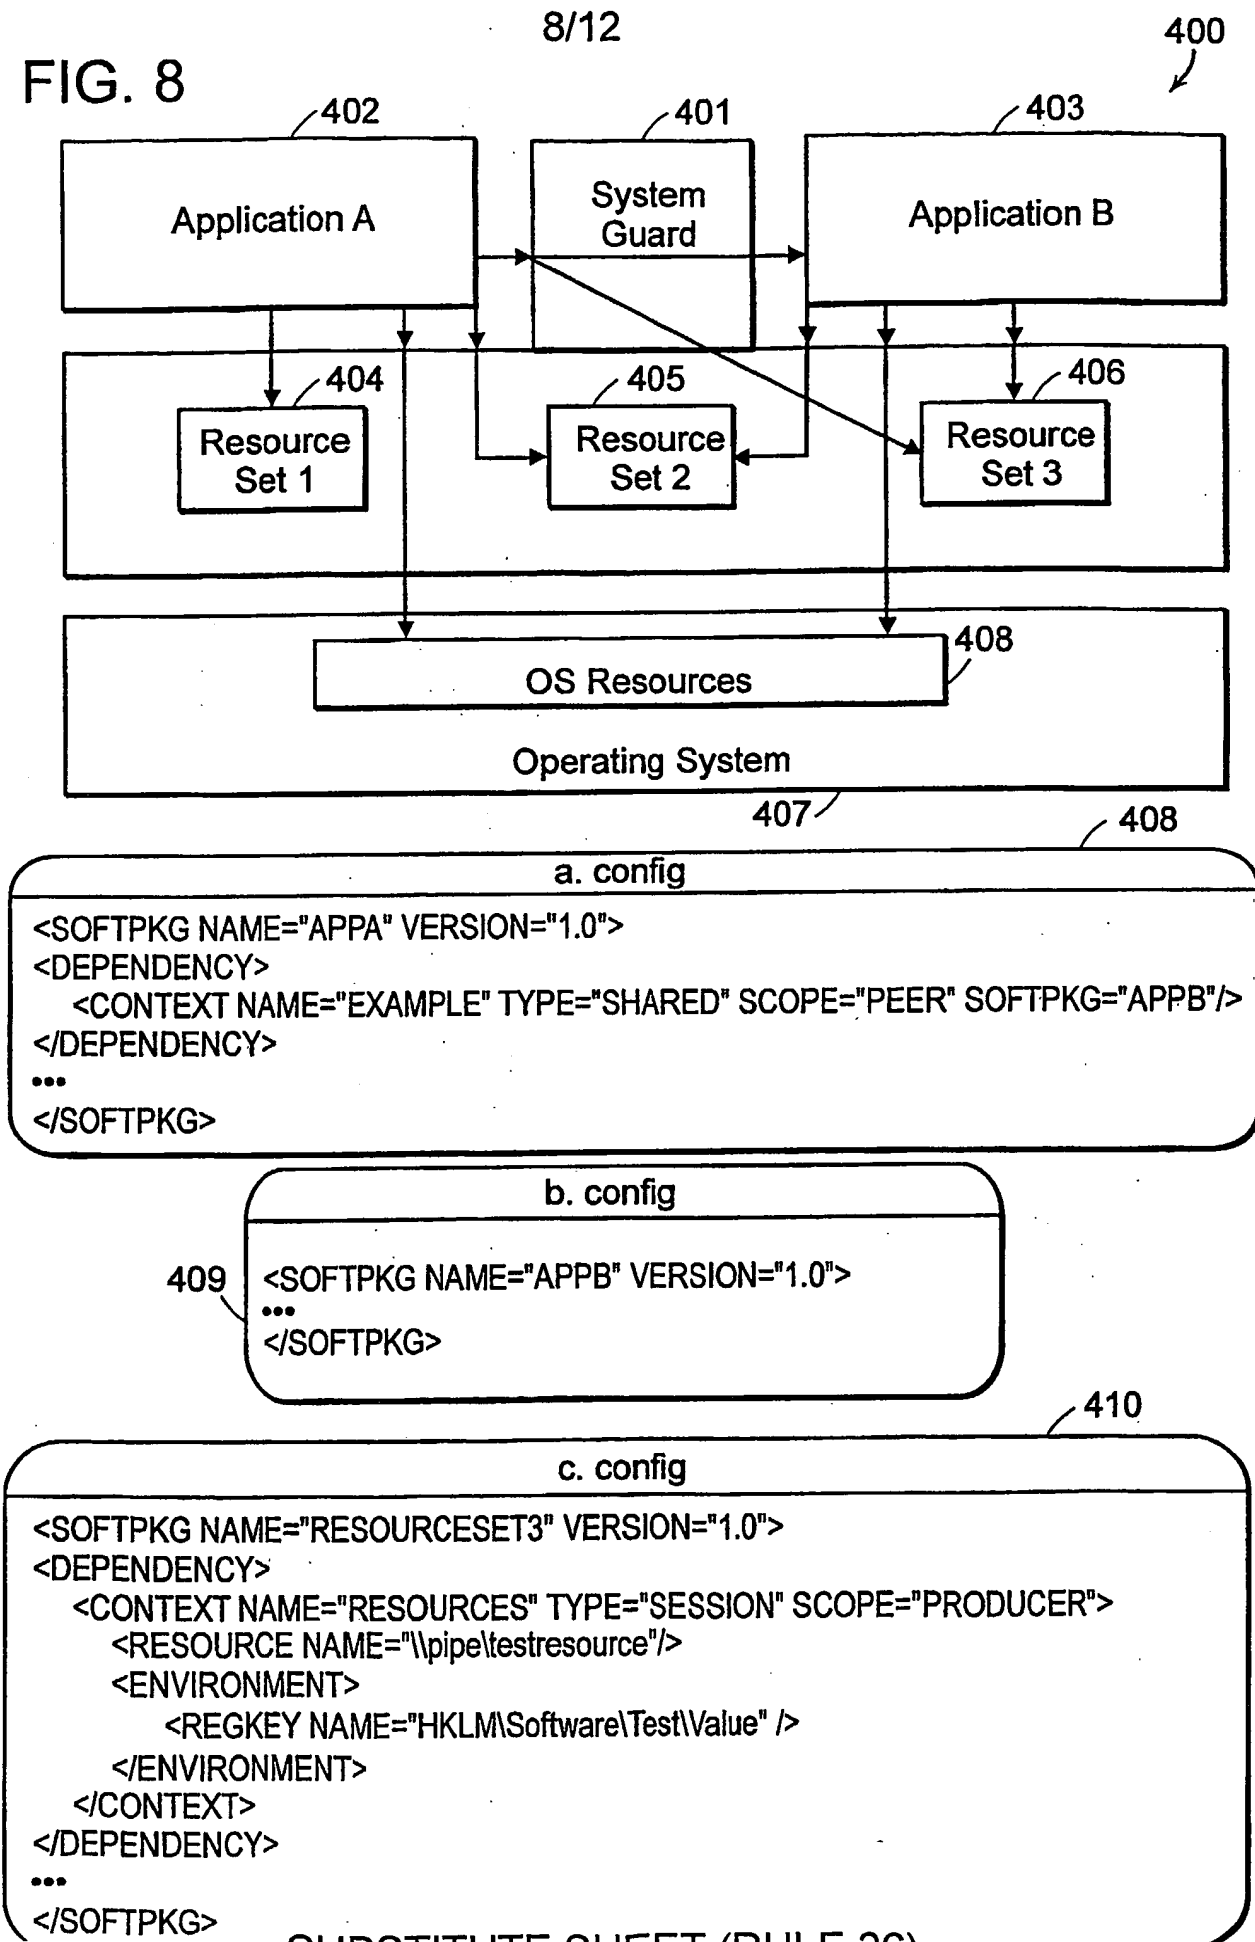 8/12
400
FIG. 8
402
401
403
Application A
System
Guard
Application B
404
405
406
Resource
Set 1
Resource
Set 2
Resource
Set 3
408
OS Resources
Operating System
407
408
a. config
<SOFTPKG NAME="APPA" VERSION="1.0">
<DEPENDENCY>
<CONTEXT NAME="EXAMPLE" TYPE="SHARED" SCOPE="PEER" SOFTPKG="APPB"/>
</DEPENDENCY>
•••
</SOFTPKG>
b. config
409
<SOFTPKG NAME="APPB" VERSION="1.0">
•••
</SOFTPKG>
410
c. config
<SOFTPKG NAME="RESOURCESET3" VERSION="1.0">
<DEPENDENCY>
<CONTEXT NAME="RESOURCES" TYPE="SESSION" SCOPE="PRODUCER">
<RESOURCE NAME="\\pipe\testresource"/>
<ENVIRONMENT>
<REGKEY NAME="HKLM\Software\Test\Value" />
</ENVIRONMENT>
</CONTEXT>
</DEPENDENCY>
•••
</SOFTPKG>
SUBSTITUTE SHEET (RULE 26)